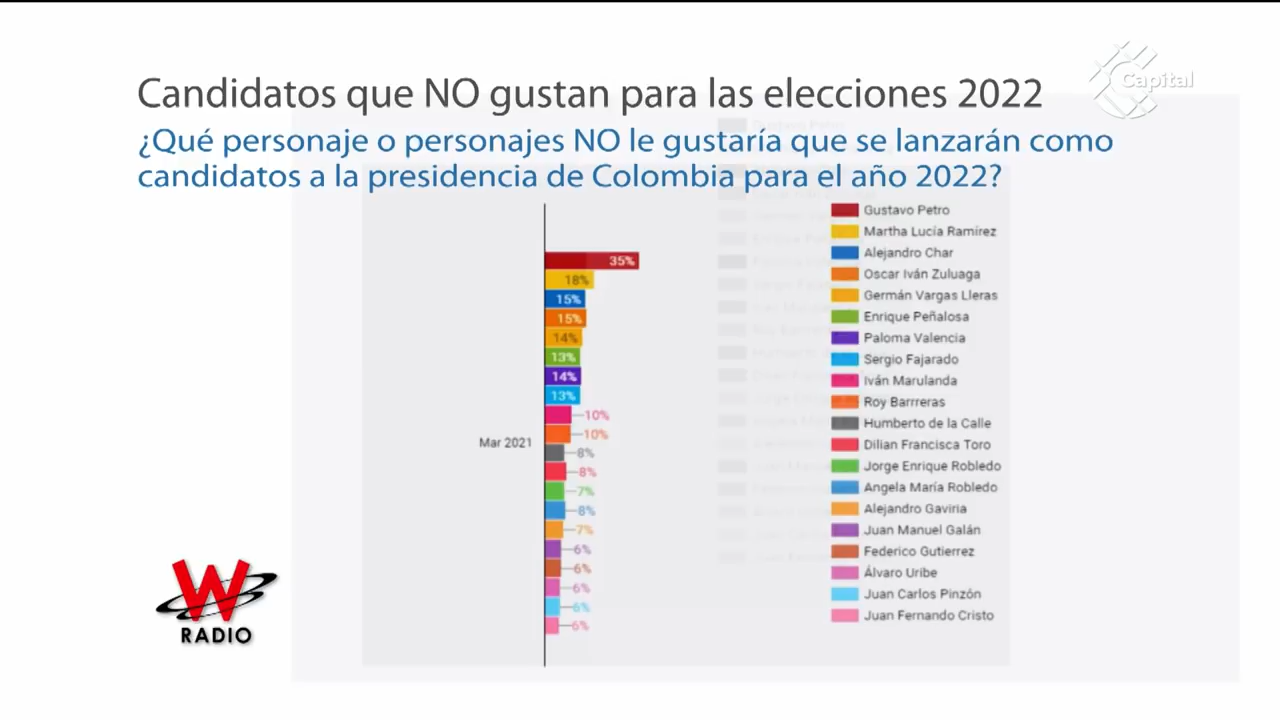 Capital
Candidatos que NO gustan para las elecciones 2022
¿Qué personaje o personajes NO le gustaría que se lanzarán como
candidatos a la presidencia de Colombia para el año 2022?
Mar 2021
35%
18%
15%
15%
14%
13%
14%
13%
10%
10%
8%
8%
7%
8%
7%
6%
6%
6%
6%
6%
Gustavo Petro
Martha Lucía Ramírez
Alejandro Char
Oscar Iván Zuluaga
Germán Vargas Lleras
Enrique Peñalosa
Paloma Valencia
Sergio Fajarado
Iván Marulanda
Roy Barrreras
Humberto de la Calle
Dilian Francisca Toro
Jorge Enrique Robledo
Angela María Robledo
Alejandro Gaviria
Juan Manuel Galán
Federico Gutierrez
Álvaro Uribe
Juan Carlos Pinzón
Juan Fernando Cristo
W
RADIO